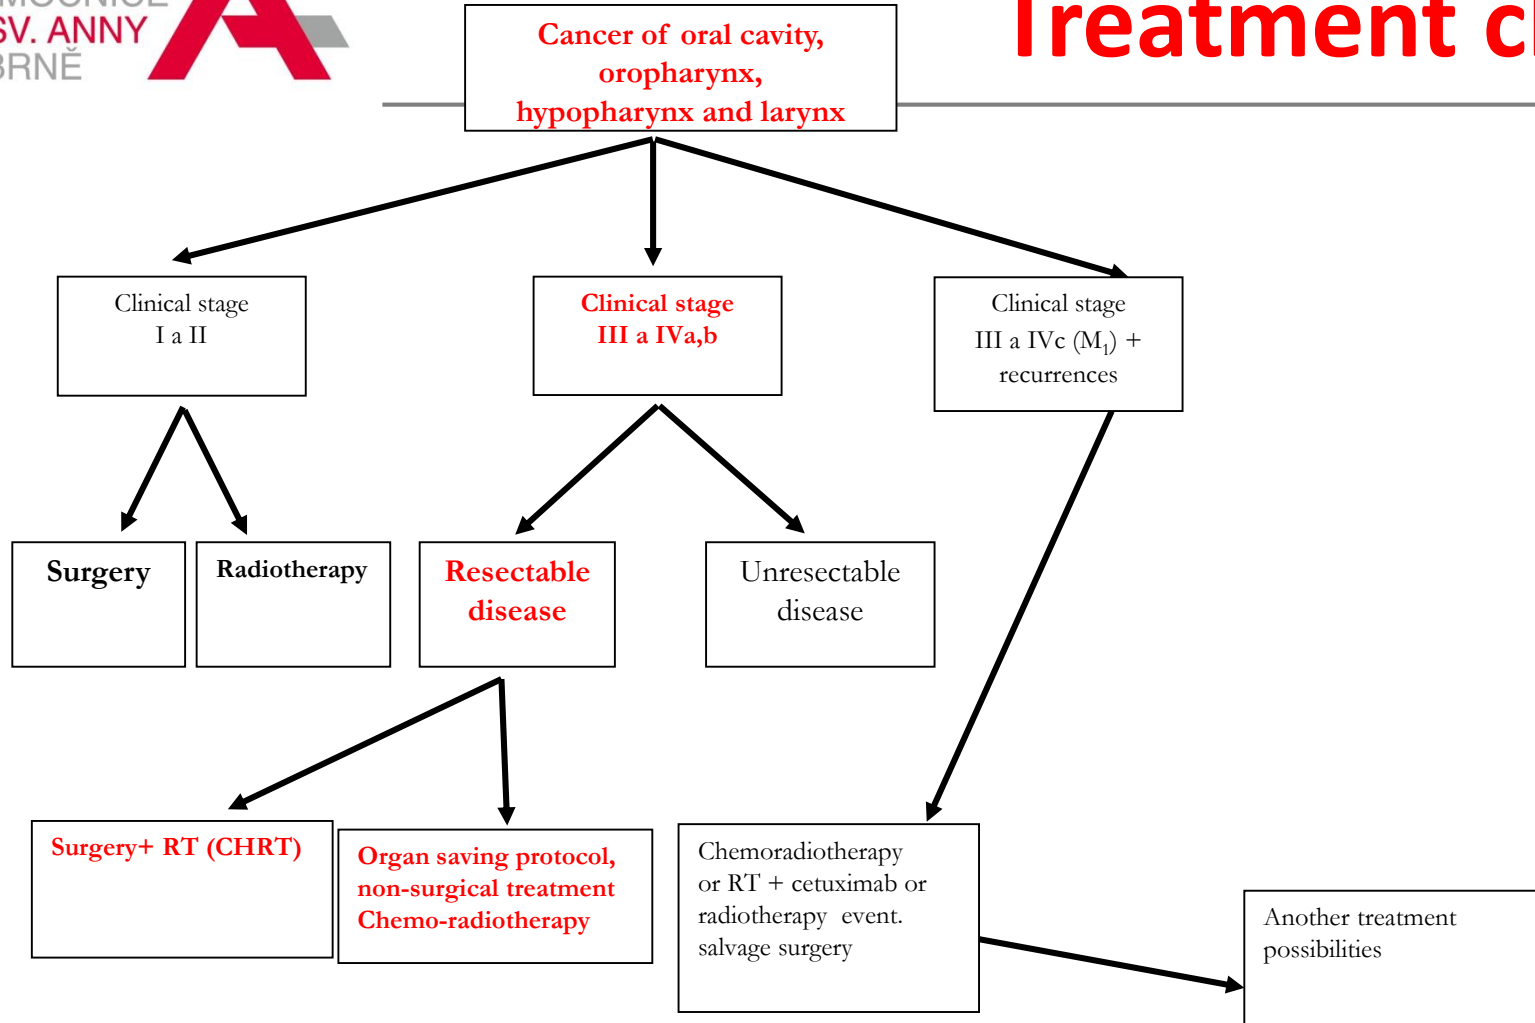 SV. ANNY
BRNĚ
Treatment
Cancer of oral cavity,
oropharynx,
hypopharynx and larynx
Clinical stage
I a II
Clinical stage
III a IVa,b
Clinical stage
III a IVc (M₁) +
recurrences
Surgery
Radiotherapy
Resectable
disease
Unresectable
disease
Surgery+ RT (CHRT)
Organ saving protocol,
non-surgical treatment
Chemo-radiotherapy
Chemoradiotherapy
or RT + cetuximab or
radiotherapy event.
salvage surgery
Another treatment
possibilities